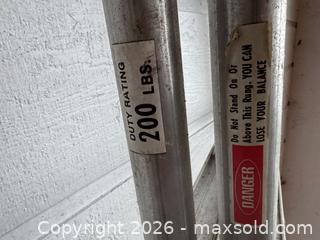 DUTY RATING
200 LBS.
Do Not Stand On Or
Above This Rung. YOU CAN
LOSE YOUR BALANCE
DANGER
Copyright 2026 - maxsold.com